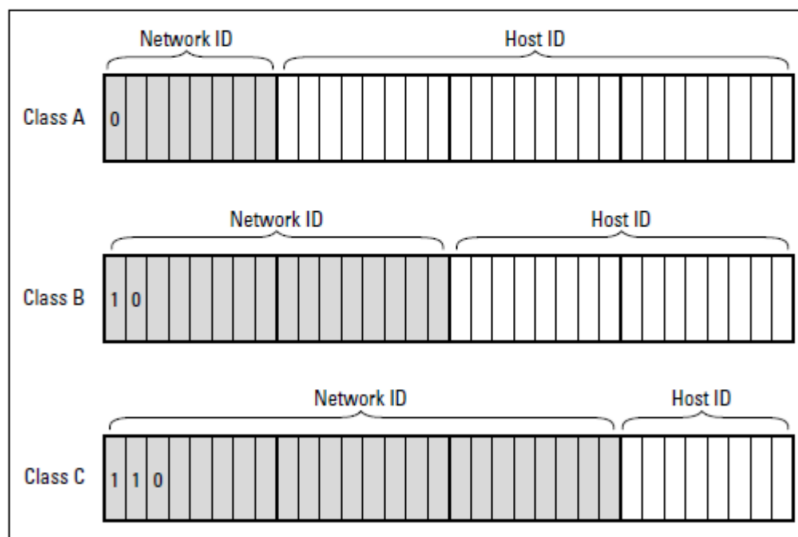 Network ID Host ID
Class A 0
Network ID Host ID
Class B 1 0
Network ID Host ID
Class C 1 1 0